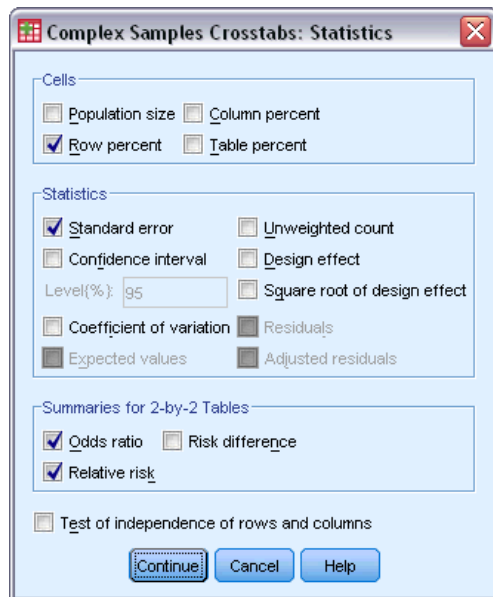 Complex Samples Crosstabs: Statistics
Cells
Population size Column percent
Row percent Table percent
Statistics
Standard error Unweighted count
Confidence interval Design effect
Level(%): 95 Square root of design effect
Coefficient of variation Residuals
Expected values Adjusted residuals
Summaries for 2-by-2 Tables
Odds ratio Risk difference
Relative risk
Test of independence of rows and columns
Continue Cancel Help